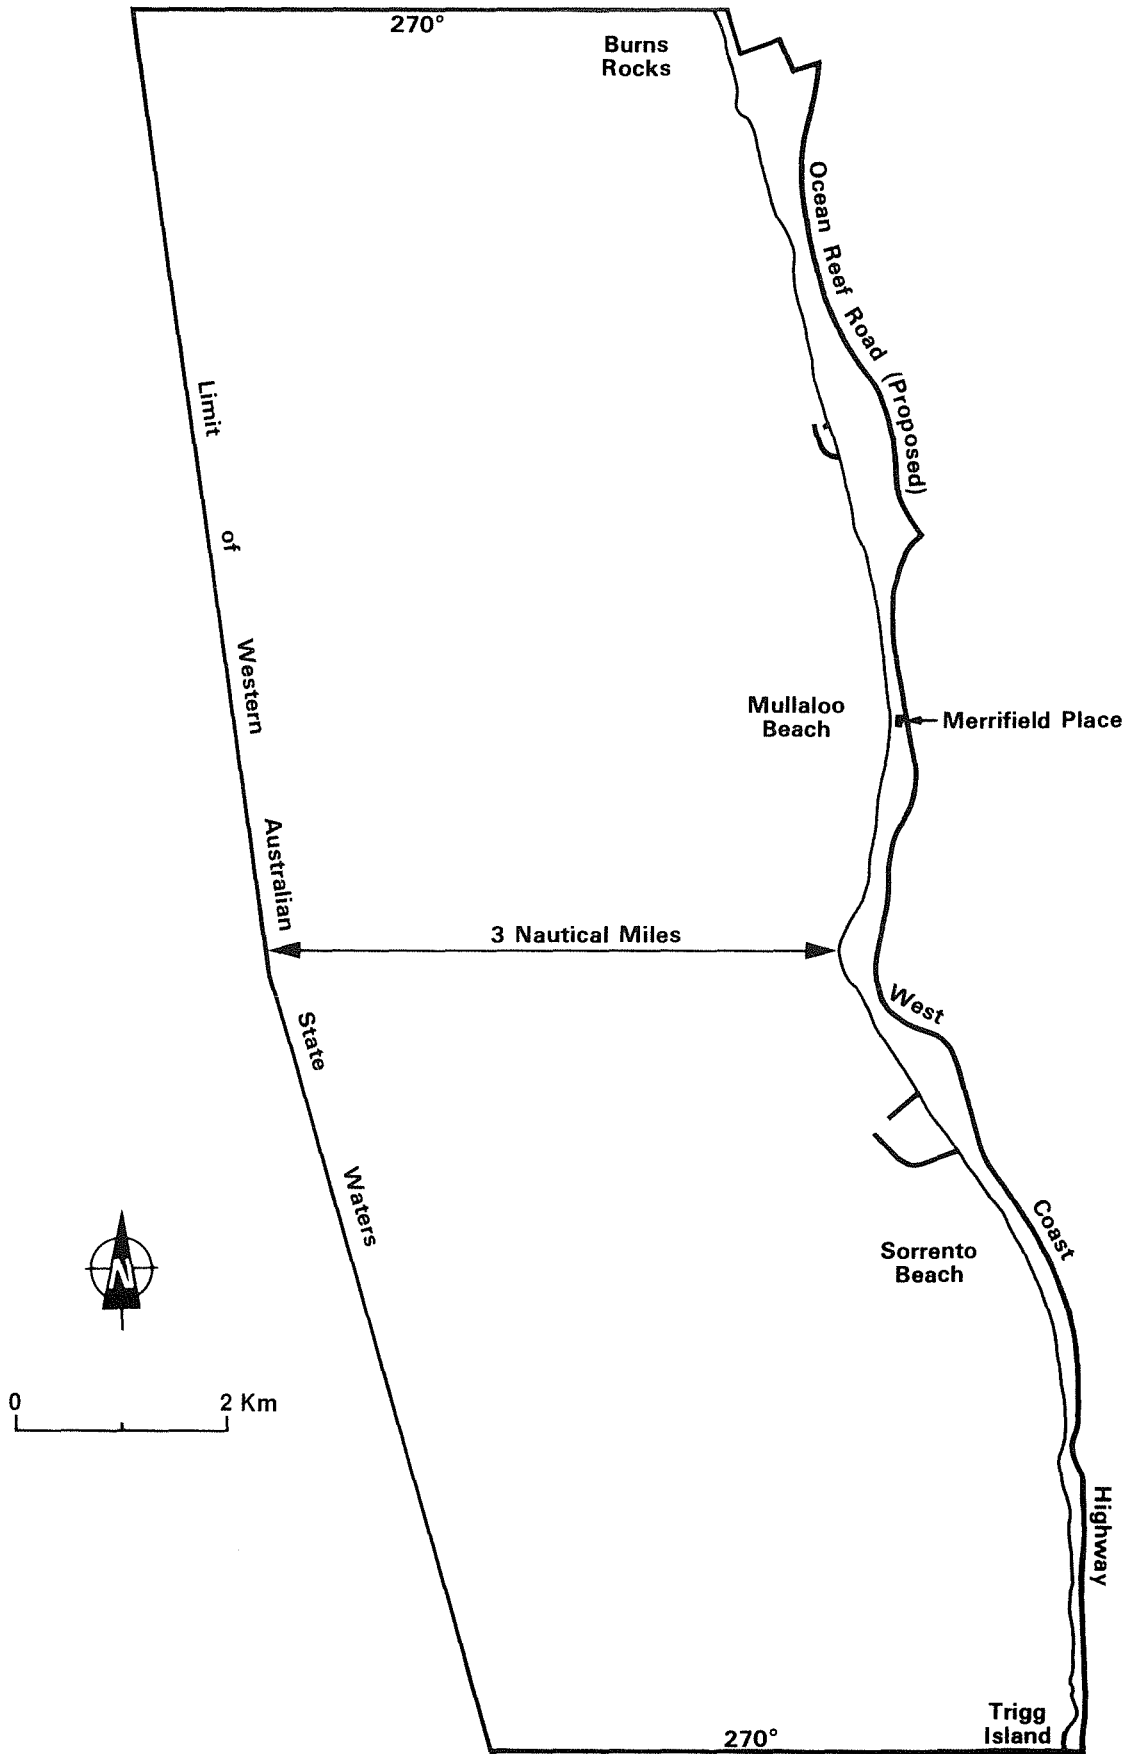 270°
Burns
Rocks
Ocean Reef Road (Proposed)
Limit of Western Australian State Waters
Mullaloo
Beach
Merrifield Place
3 Nautical Miles
West Coast Highway
Sorrento
Beach
N
0 2 Km
Trigg
Island
270°